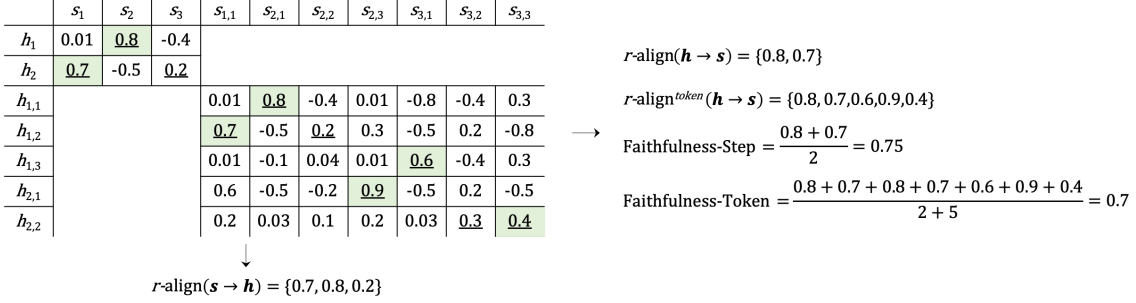 s₁ s₂ s₃ s₁,₁ s₂,₁ s₂,₂ s₂,₃ s₃,₁ s₃,₂ s₃,₃
h₁ 0.01 0.8 -0.4
h₂ 0.7 -0.5 0.2
h₁,₁ 0.01 0.8 -0.4 0.01 -0.8 -0.4 0.3
h₁,₂ 0.7 -0.5 0.2 0.3 -0.5 0.2 -0.8
h₁,₃ 0.01 -0.1 0.04 0.01 0.6 -0.4 0.3
h₂,₁ 0.6 -0.5 -0.2 0.9 -0.5 0.2 -0.5
h₂,₂ 0.2 0.03 0.1 0.2 0.03 0.3 0.4
↓
r-align(s → h) = {0.7, 0.8, 0.2}
→
r-align(h → s) = {0.8, 0.7}
r-alignᵗᵒᵏᵉⁿ(h → s) = {0.8, 0.7,0.6,0.9,0.4}
Faithfulness-Step = (0.8 + 0.7) / 2 = 0.75
Faithfulness-Token = (0.8 + 0.7 + 0.8 + 0.7 + 0.6 + 0.9 + 0.4) / (2 + 5) = 0.7